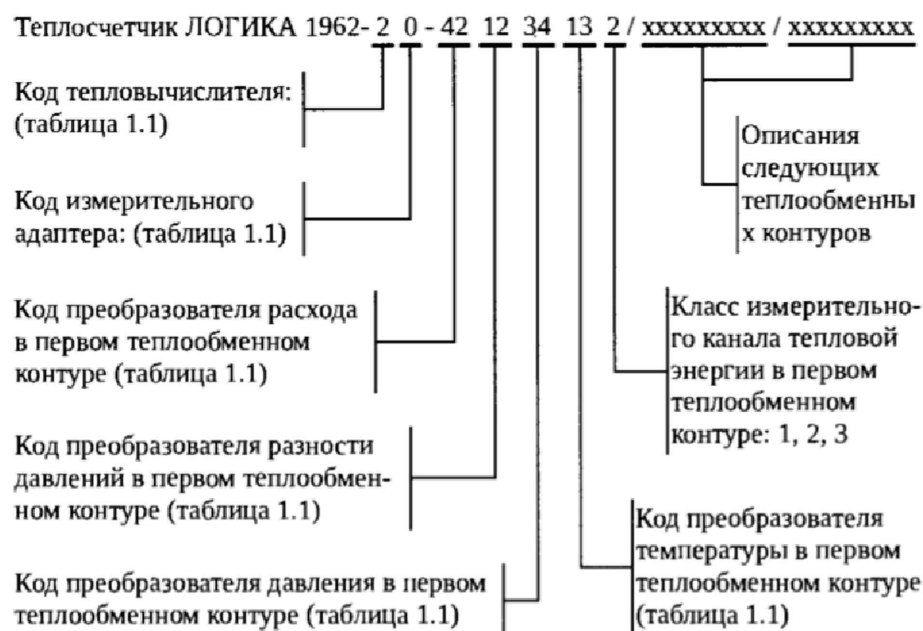 Теплосчетчик ЛОГИКА 1962- 2 0 - 42 12 34 13 2 / xxxxxxxxx / xxxxxxxxx
Код тепловычислителя:
(таблица 1.1)
Описания
следующих
теплообменны
х контуров
Код измерительного
адаптера: (таблица 1.1)
Код преобразователя расхода
в первом теплообменном
контуре (таблица 1.1)
Класс измерительно-
го канала тепловой
энергии в первом
теплообменном
контуре: 1, 2, 3
Код преобразователя разности
давлений в первом теплообмен-
ном контуре (таблица 1.1)
Код преобразователя
температуры в первом
теплообменном контуре
(таблица 1.1)
Код преобразователя давления в первом
теплообменном контуре (таблица 1.1)